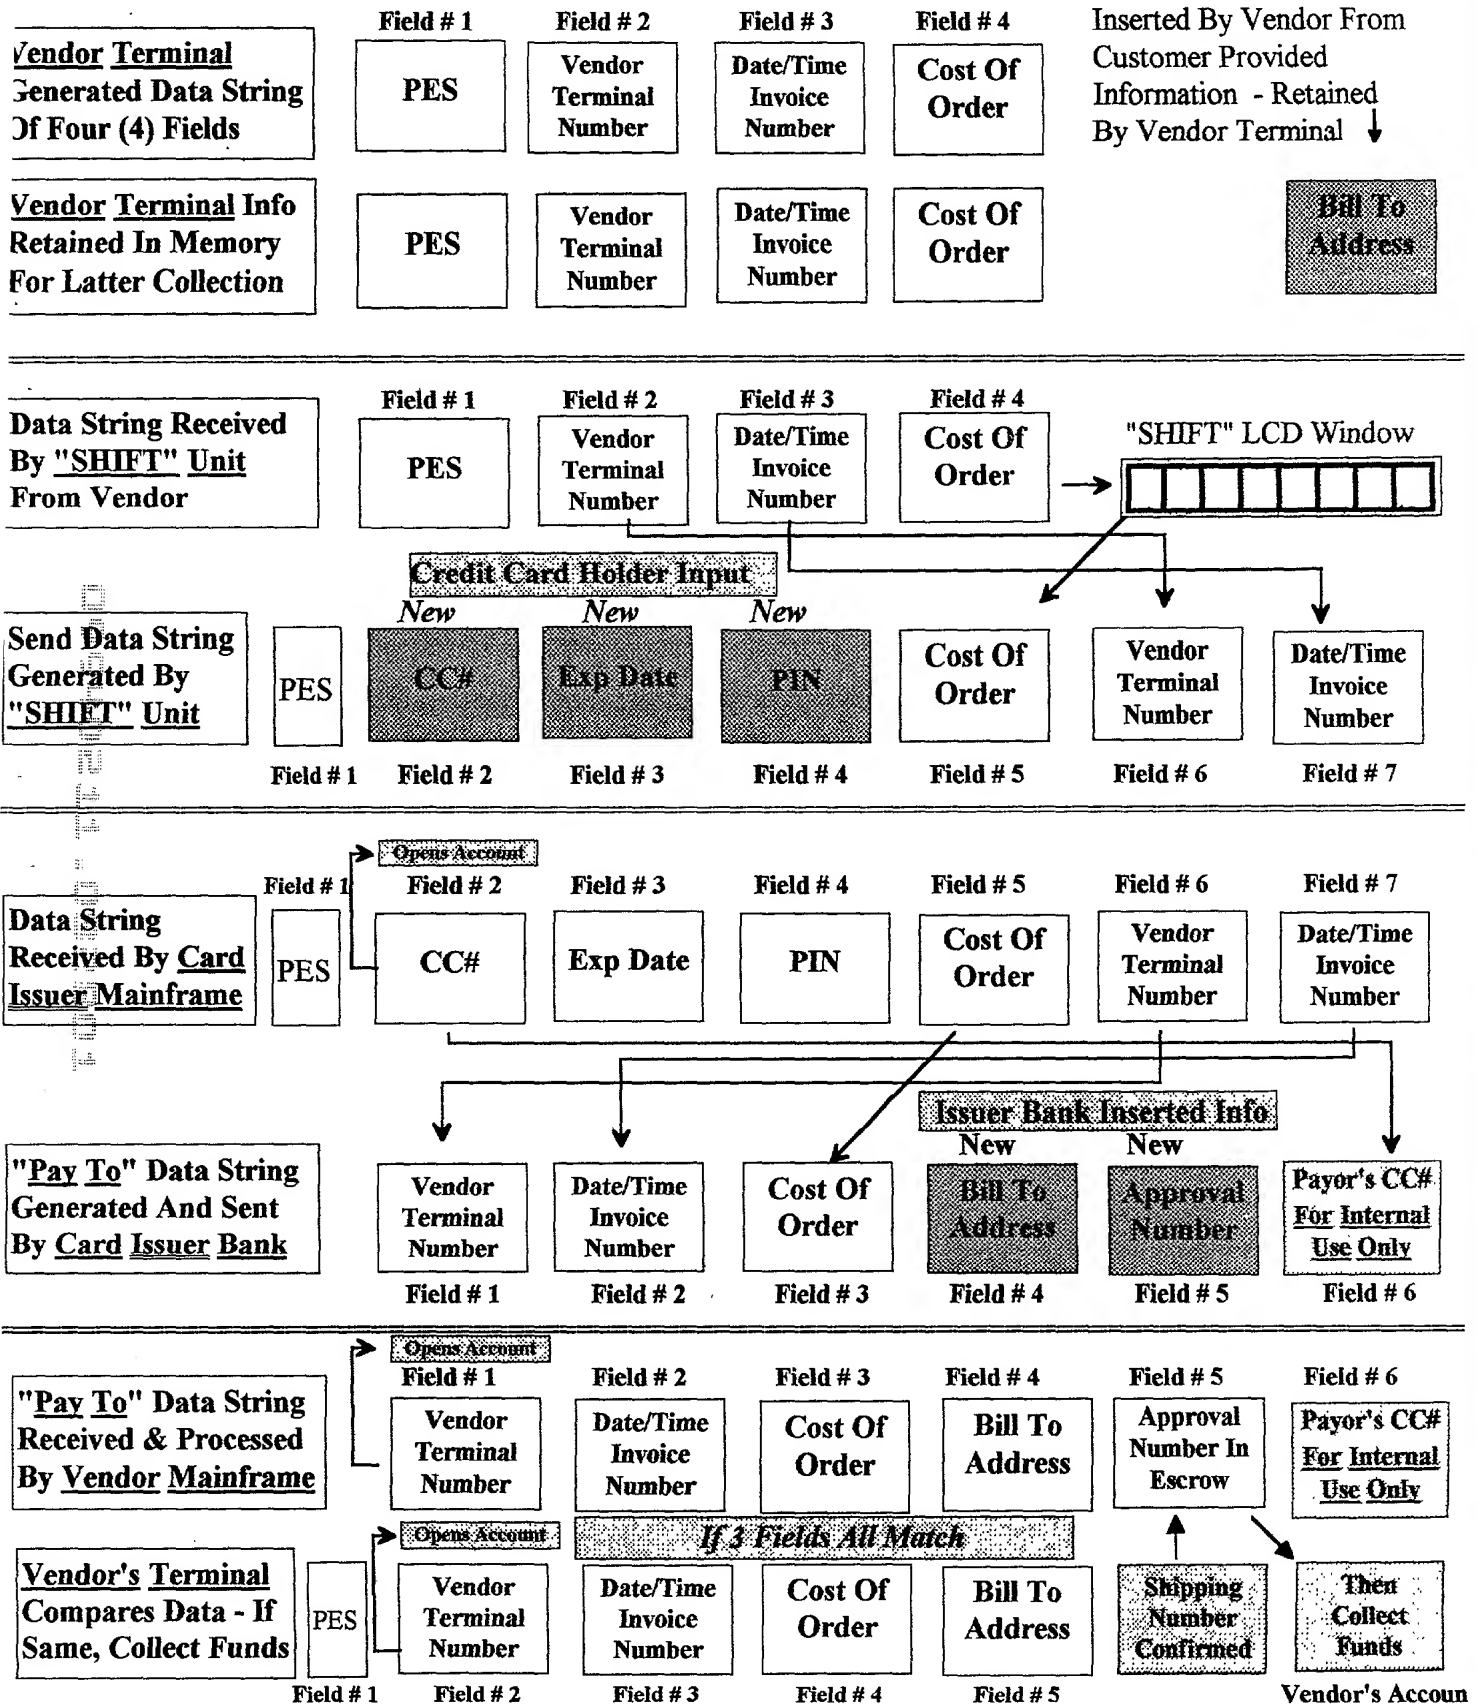 Field # 1 Field # 2 Field # 3 Field # 4
Inserted By Vendor From
Customer Provided
Information - Retained
By Vendor Terminal
Vendor Terminal
Generated Data String
Of Four (4) Fields
PES
Vendor
Terminal
Number
Date/Time
Invoice
Number
Cost Of
Order
Vendor Terminal Info
Retained In Memory
For Latter Collection
PES
Vendor
Terminal
Number
Date/Time
Invoice
Number
Cost Of
Order
Bill To
Address
Field # 1 Field # 2 Field # 3 Field # 4
Data String Received
By "SHIFT" Unit
From Vendor
PES
Vendor
Terminal
Number
Date/Time
Invoice
Number
Cost Of
Order
"SHIFT" LCD Window
Credit Card Holder Input
New New New
Send Data String
Generated By
"SHIFT" Unit
PES
CC#
Exp Date
PIN
Cost Of
Order
Vendor
Terminal
Number
Date/Time
Invoice
Number
Field # 1 Field # 2 Field # 3 Field # 4 Field # 5 Field # 6 Field # 7
Opens Account
Field # 1 Field # 2 Field # 3 Field # 4 Field # 5 Field # 6 Field # 7
Data String
Received By Card
Issuer Mainframe
PES
CC#
Exp Date
PIN
Cost Of
Order
Vendor
Terminal
Number
Date/Time
Invoice
Number
Issuer Bank Inserted Info
New New
"Pay To" Data String
Generated And Sent
By Card Issuer Bank
Vendor
Terminal
Number
Date/Time
Invoice
Number
Cost Of
Order
Bill To
Address
Approval
Number
Payor's CC#
For Internal
Use Only
Field # 1 Field # 2 Field # 3 Field # 4 Field # 5 Field # 6
Opens Account
Field # 1 Field # 2 Field # 3 Field # 4 Field # 5 Field # 6
"Pay To" Data String
Received & Processed
By Vendor Mainframe
Vendor
Terminal
Number
Date/Time
Invoice
Number
Cost Of
Order
Bill To
Address
Approval
Number In
Escrow
Payor's CC#
For Internal
Use Only
Opens Account
If 3 Fields All Match
Vendor's Terminal
Compares Data - If
Same, Collect Funds
PES
Vendor
Terminal
Number
Date/Time
Invoice
Number
Cost Of
Order
Bill To
Address
Shipping
Number
Confirmed
Then
Collect
Funds
Field # 1 Field # 2 Field # 3 Field # 4 Field # 5 Vendor's Accoun